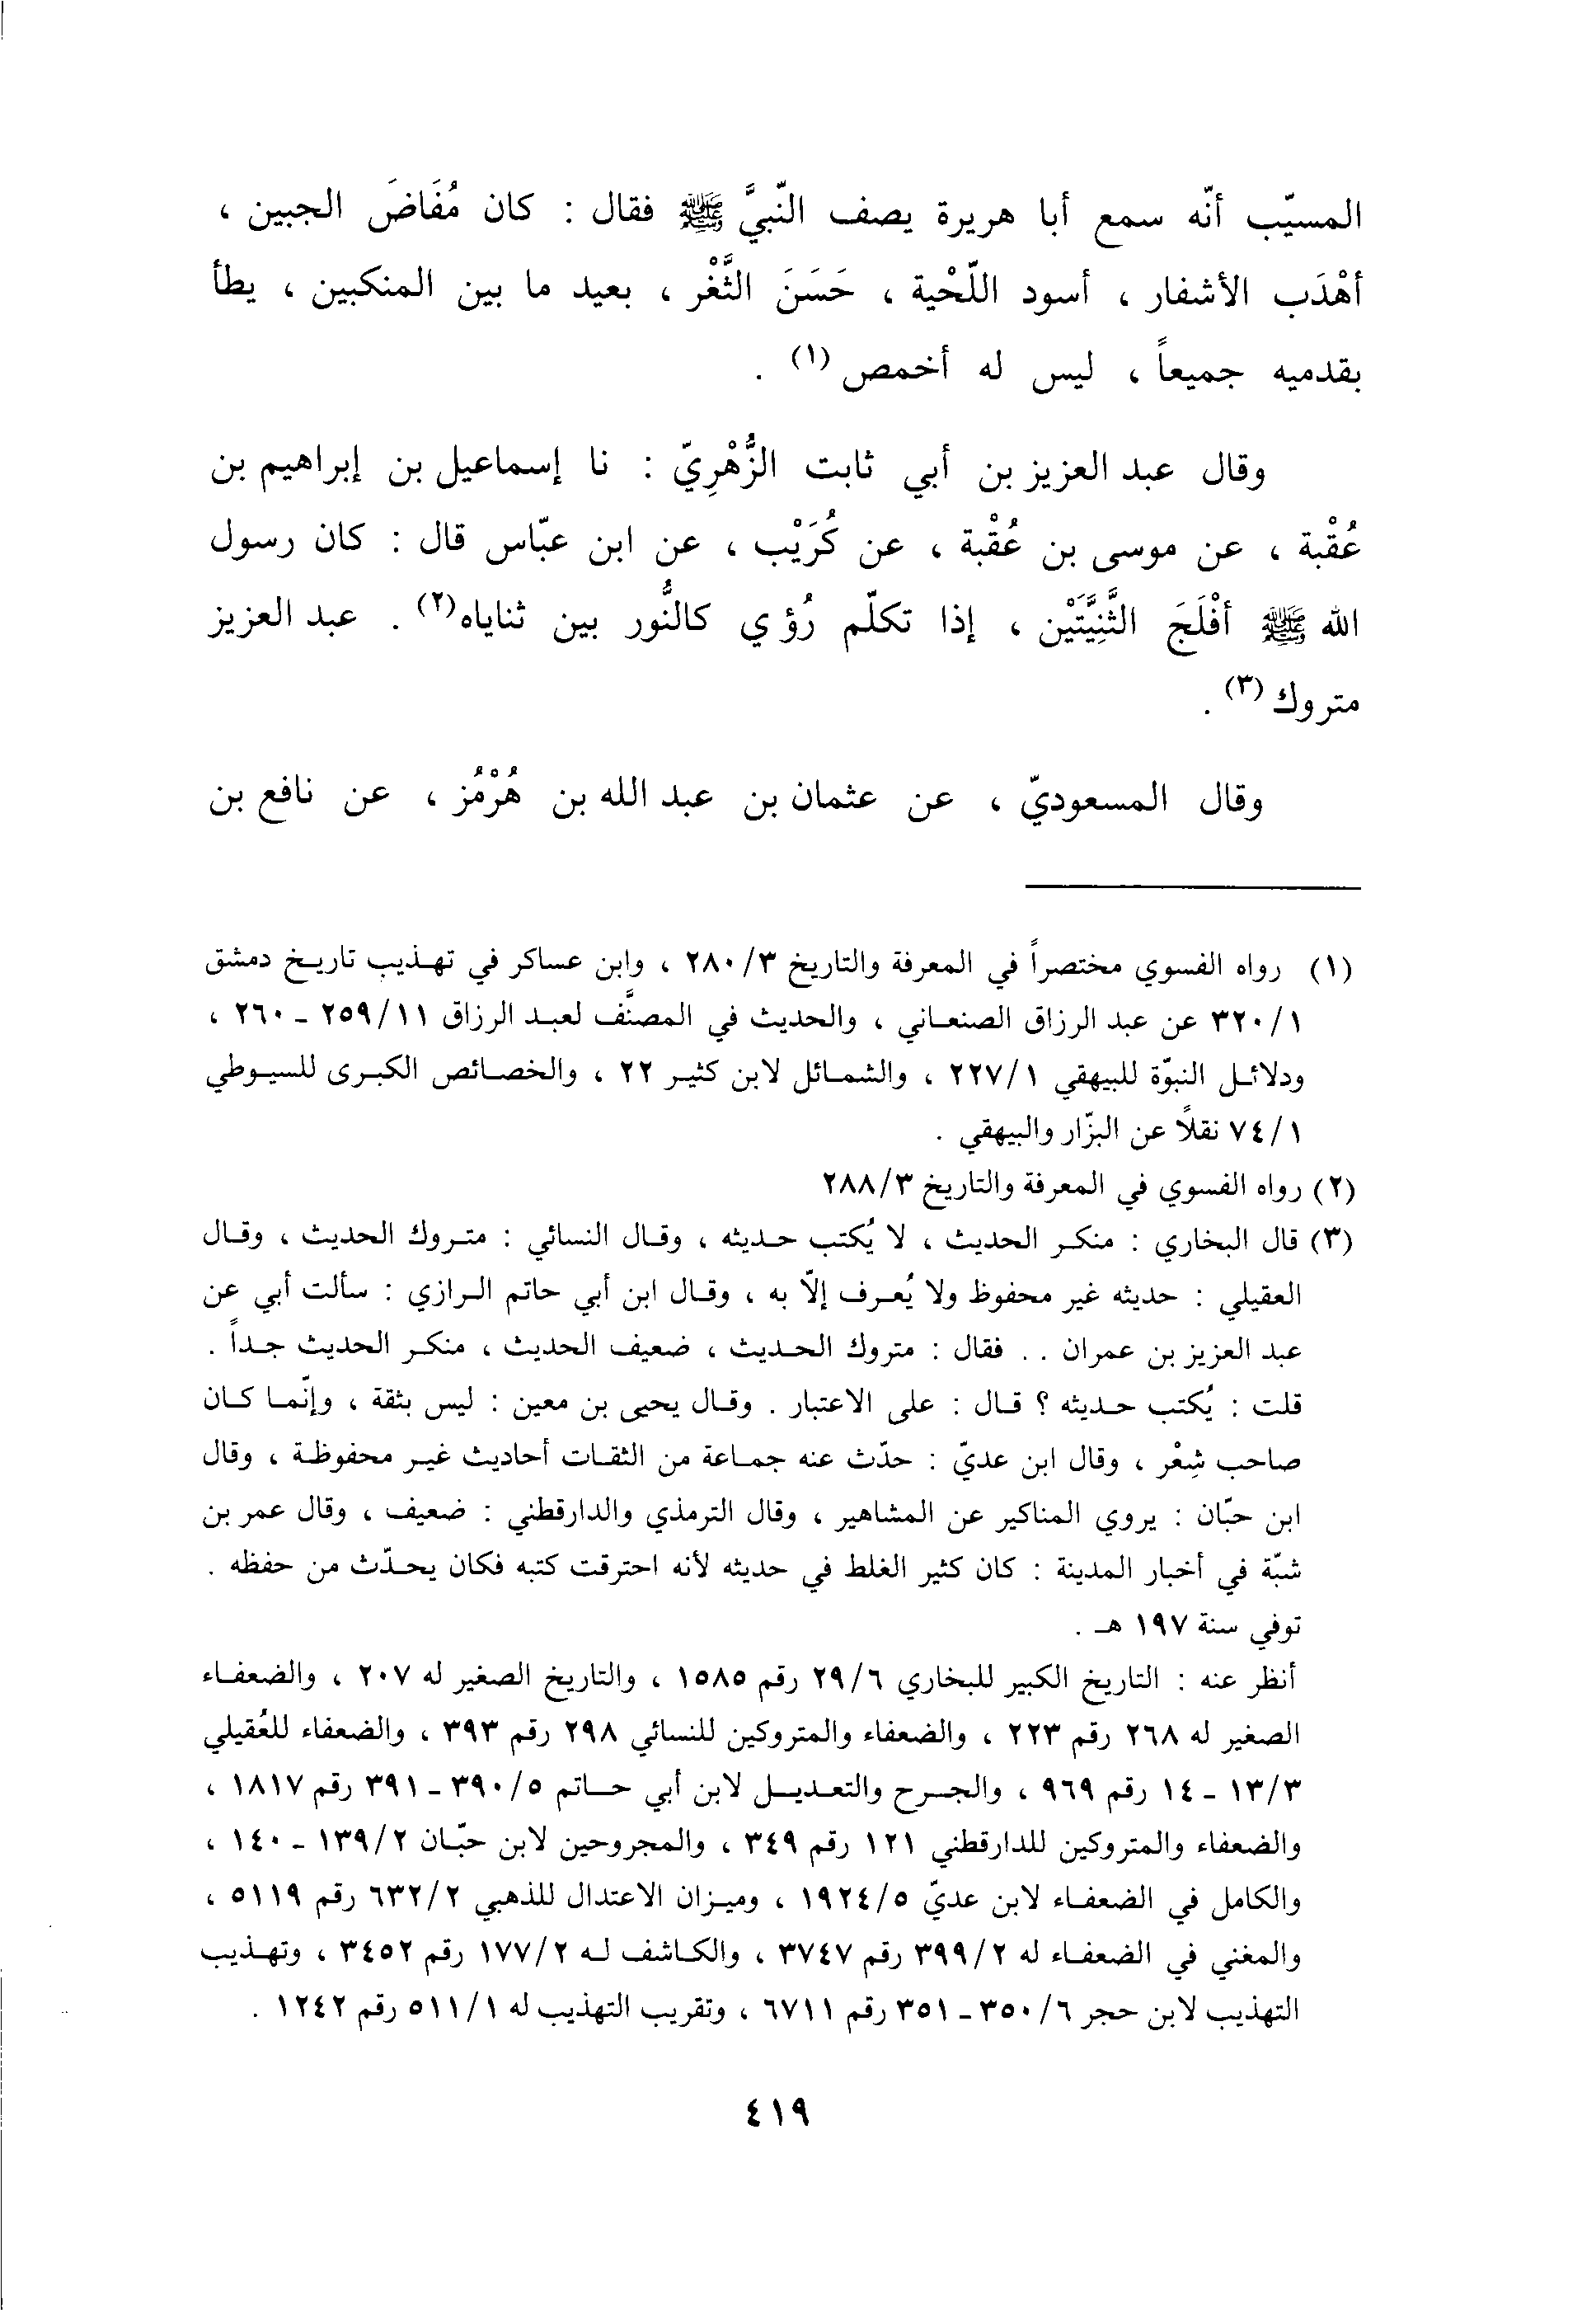 المسيّب أنّه سمع أبا هريرة يصف النّبيَّ ﷺ فقال : كان مُفَاضَ الجبين ،
أهْدَب الأشفار ، أسود اللّحْية ، حَسَنَ الثَّغْر ، بعيد ما بين المنكبين ، يطأ
بقدميه جميعاً ، ليس له أخمص (١) .
وقال عبد العزيز بن أبي ثابت الزُّهْرِيّ : نا إسماعيل بن إبراهيم بن
عُقْبة ، عن موسى بن عُقْبة ، عن كُرَيْب ، عن ابن عبّاس قال : كان رسول
الله ﷺ أفْلَجَ الثَّنِيَّتَيْن ، إذا تكلّم رُؤي كالنُّور بين ثناياه(٢) . عبد العزيز
متروك (٣) .
وقال المسعوديّ ، عن عثمان بن عبد الله بن هُرْمُز ، عن نافع بن
(١) رواه الفسوي مختصراً في المعرفة والتاريخ ٢٨٠/٣ ، وابن عساكر في تهذيب تاريخ دمشق
٣٢٠/١ عن عبد الرزاق الصنعاني ، والحديث في المصنَّف لعبد الرزاق ٢٥٩/١١ - ٢٦٠ ،
ودلائل النبوّة للبيهقي ٢٢٧/١ ، والشمائل لابن كثير ٢٢ ، والخصائص الكبرى للسيوطي
٧٤/١ نقلاً عن البزّار والبيهقي .
(٢) رواه الفسوي في المعرفة والتاريخ ٢٨٨/٣
(٣) قال البخاري : منكر الحديث ، لا يُكتب حديثه ، وقال النسائي : متروك الحديث ، وقال
العقيلي : حديثه غير محفوظ ولا يُعرف إلّا به ، وقال ابن أبي حاتم الرازي : سألت أبي عن
عبد العزيز بن عمران . . فقال : متروك الحديث ، ضعيف الحديث ، منكر الحديث جداً .
قلت : يُكتب حديثه ؟ قال : على الاعتبار . وقال يحيى بن معين : ليس بثقة ، وإنّما كان
صاحب شِعْر ، وقال ابن عديّ : حدّث عنه جماعة من الثقات أحاديث غير محفوظة ، وقال
ابن حبّان : يروي المناكير عن المشاهير ، وقال الترمذي والدارقطني : ضعيف ، وقال عمر بن
شبّة في أخبار المدينة : كان كثير الغلط في حديثه لأنه احترقت كتبه فكان يحدّث من حفظه .
توفي سنة ١٩٧ هـ .
أنظر عنه : التاريخ الكبير للبخاري ٢٩/٦ رقم ١٥٨٥ ، والتاريخ الصغير له ٢٠٧ ، والضعفاء
الصغير له ٢٦٨ رقم ٢٢٣ ، والضعفاء والمتروكين للنسائي ٢٩٨ رقم ٣٩٣ ، والضعفاء للعُقيلي
١٣/٣ - ١٤ رقم ٩٦٩ ، والجرح والتعديل لابن أبي حاتم ٣٩٠/٥ - ٣٩١ رقم ١٨١٧ ،
والضعفاء والمتروكين للدارقطني ١٢١ رقم ٣٤٩ ، والمجروحين لابن حبّان ١٣٩/٢ - ١٤٠ ،
والكامل في الضعفاء لابن عديّ ١٩٢٤/٥ ، وميزان الاعتدال للذهبي ٦٣٢/٢ رقم ٥١١٩ ،
والمغني في الضعفاء له ٣٩٩/٢ رقم ٣٧٤٧ ، والكاشف له ١٧٧/٢ رقم ٣٤٥٢ ، وتهذيب
التهذيب لابن حجر ٣٥٠/٦ - ٣٥١ رقم ٦٧١١ ، وتقريب التهذيب له ٥١١/١ رقم ١٢٤٢ .
٤١٩